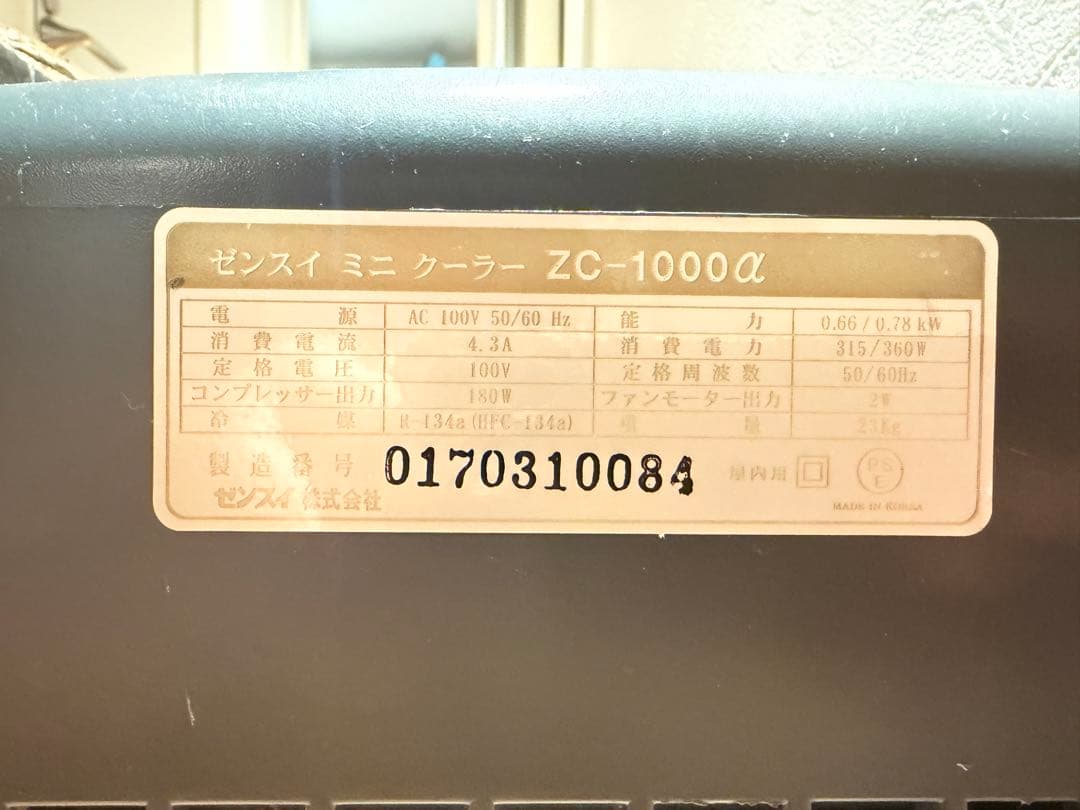 ゼンスイ ミニ クーラー ZC-1000α
電源 AC 100V 50/60 Hz 能力 0.66/0.78 kW
消費電流 4.3A 消費電力 315/360W
定格電圧 100V 定格周波数 50/60Hz
コンプレッサー出力 180W ファンモーター出力 2W
冷媒 R-134a(HFC-134a) 23Kg
製造番号 0170310084 屋内用 PSE
ゼンスイ株式会社 MADE IN KOREA